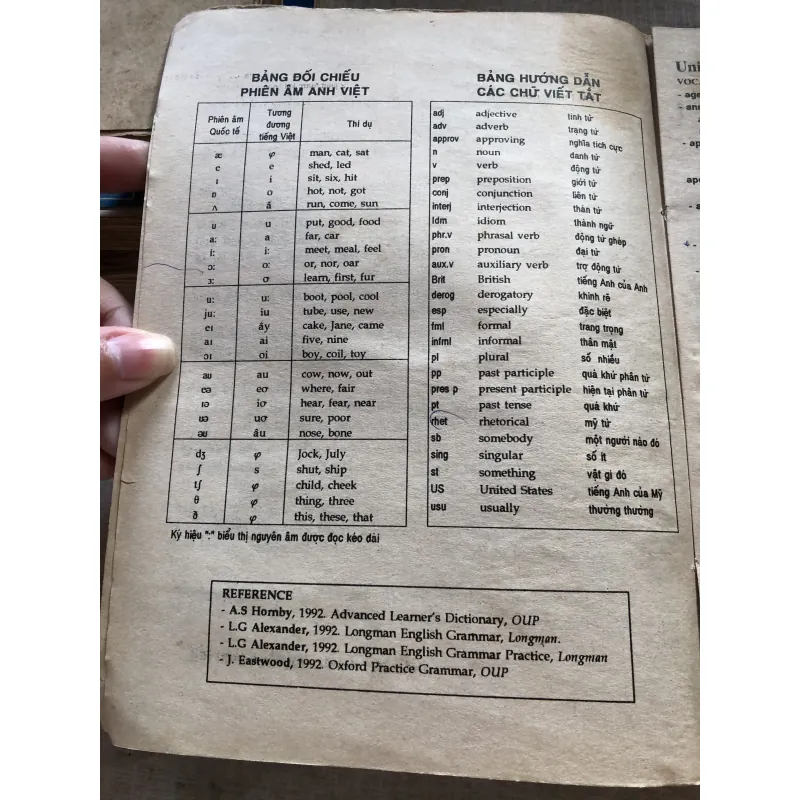 BẢNG ĐỐI CHIẾU
PHIÊN ÂM ANH VIỆT
Phiên âm Quốc tế | Tương đương tiếng Việt | Thí dụ
æ | φ | man, cat, sat
e | e | shed, led
ɪ | i | sit, six, hit
ɒ | o | hot, not, got
ʌ | ă | run, come, sun
ʊ | u | put, good, food
a: | a | far, car
i: | i: | meet, meal, feel
ɔ: | o: | or, nor, oar
ɜ: | ơ | learn, first, fur
u: | u: | boot, pool, cool
ju: | iu | tube, use, new
eɪ | ây | cake, Jane, came
aɪ | ai | five, nine
ɔɪ | oi | boy, coil, toy
aʊ | au | cow, now, out
eə | eơ | where, fair
ɪə | iơ | hear, fear, near
ʊə | uơ | sure, poor
əʊ | âu | nose, bone
dʒ | φ | Jock, July
ʃ | s | shut, ship
tʃ | φ | child, cheek
θ | φ | thing, three
ð | φ | this, these, that
Ký hiệu ":" biểu thị nguyên âm được đọc kéo dài
BẢNG HƯỚNG DẪN
CÁC CHỮ VIẾT TẮT
adj adjective tính từ
adv adverb trạng từ
approv approving nghĩa tích cực
n noun danh từ
v verb động từ
prep preposition giới từ
conj conjunction liên từ
interj interjection thán từ
Idm idiom thành ngữ
phr.v phrasal verb động từ ghép
pron pronoun đại từ
aux.v auxiliary verb trợ động từ
Brit British tiếng Anh của Anh
derog derogatory khinh rẻ
esp especially đặc biệt
fml formal trang trọng
infml informal thân mật
pl plural số nhiều
pp past participle quá khứ phân từ
pres p present participle hiện tại phân từ
pt past tense quá khứ
rhet rhetorical mỹ từ
sb somebody một người nào đó
sing singular số ít
st something vật gì đó
US United States tiếng Anh của Mỹ
usu usually thường thường
REFERENCE
- A.S Hornby, 1992. Advanced Learner's Dictionary, OUP
- L.G Alexander, 1992. Longman English Grammar, Longman.
- L.G Alexander, 1992. Longman English Grammar Practice, Longman
- J. Eastwood, 1992. Oxford Practice Grammar, OUP